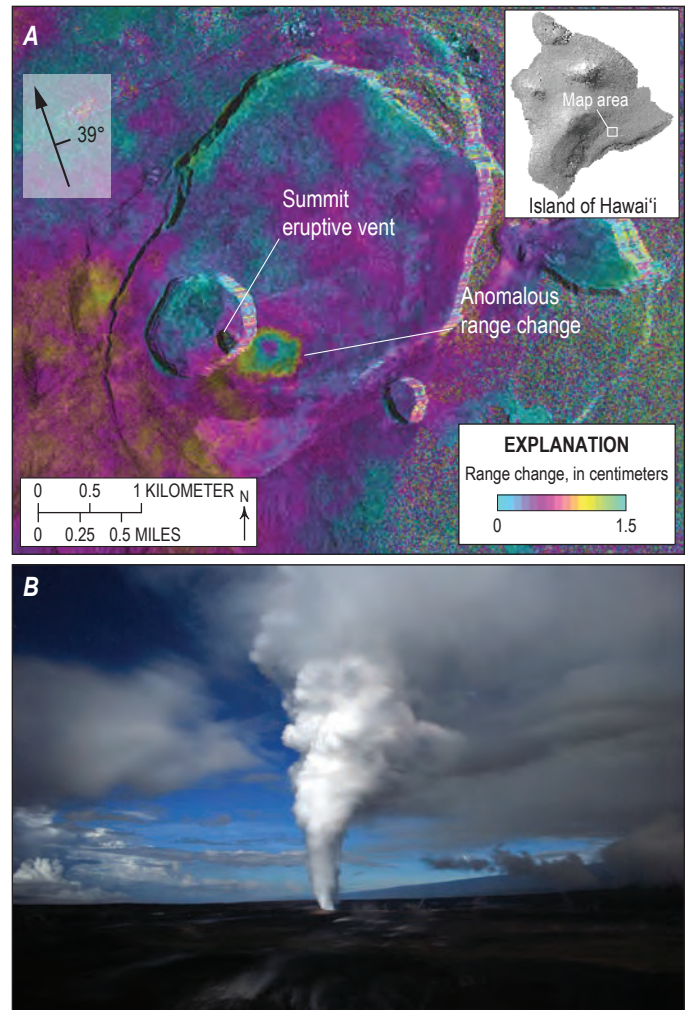 A
39°
Summit
eruptive vent
Map area
Island of Hawai‘i
Anomalous
range change
0 0.5 1 KILOMETER
0 0.25 0.5 MILES
N
EXPLANATION
Range change, in centimeters
0 1.5
B